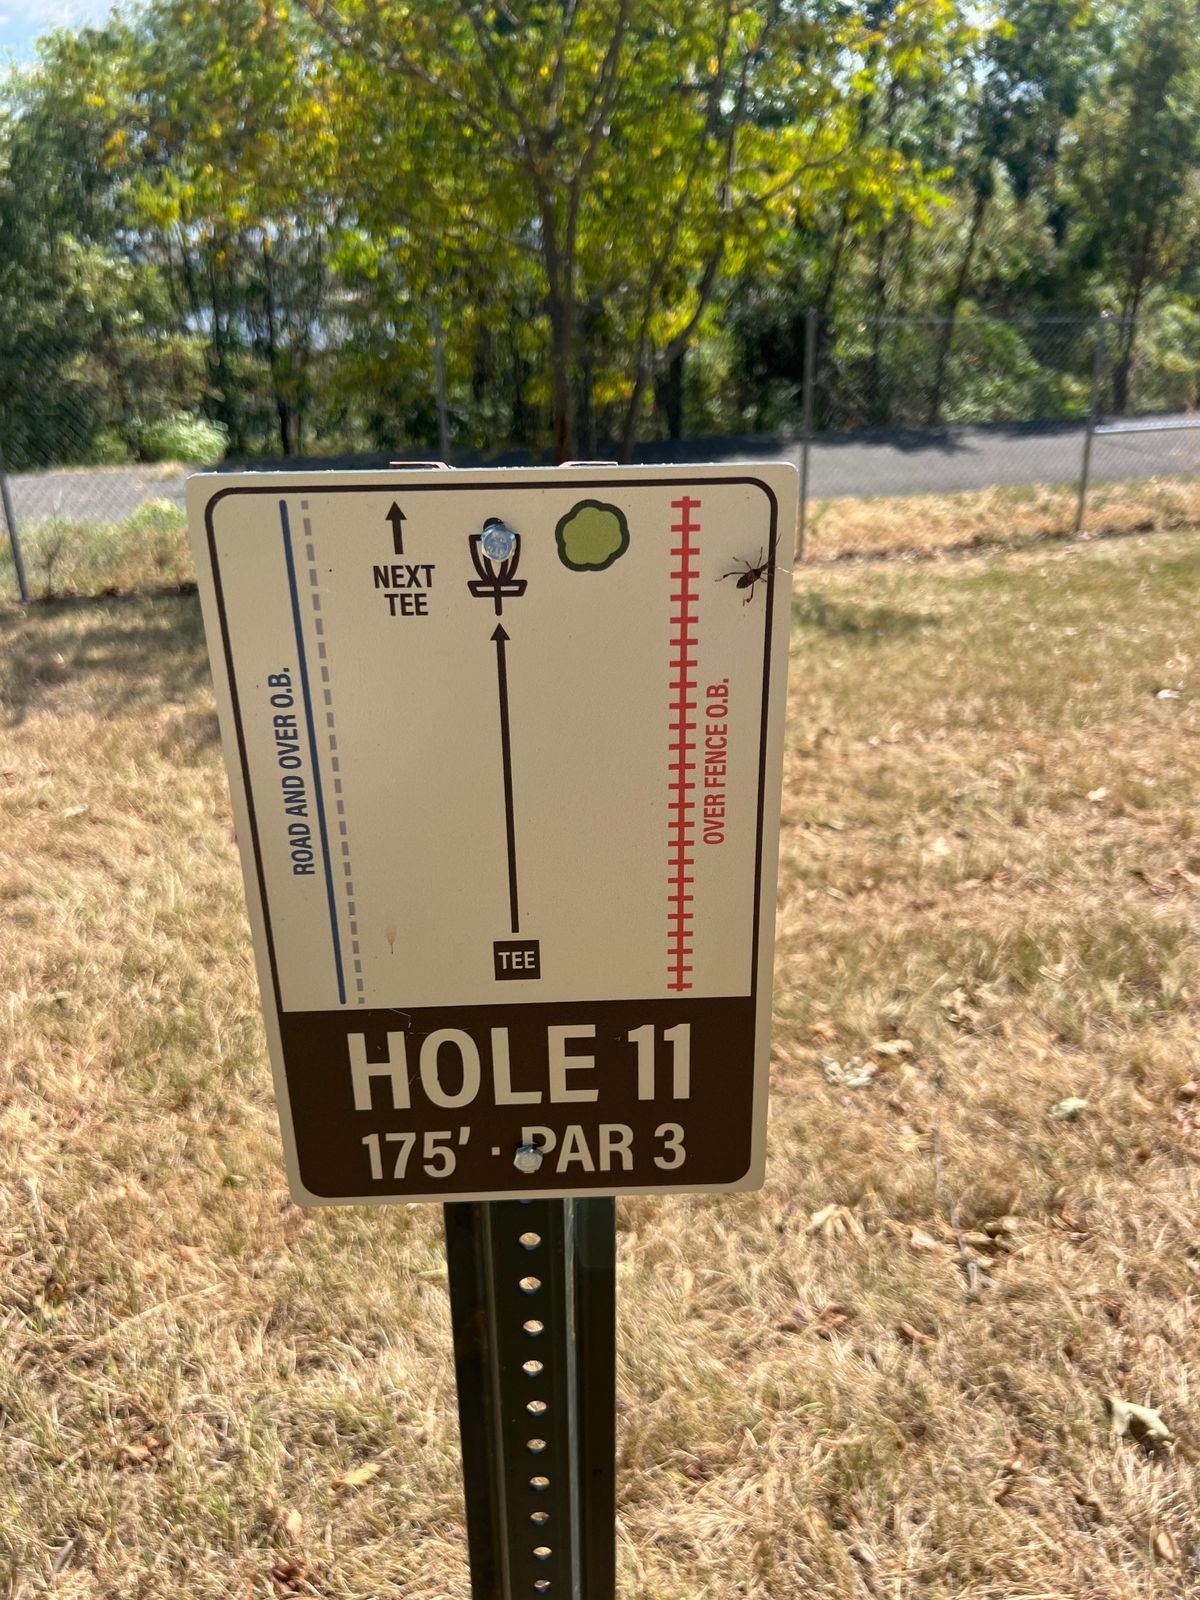 NEXT
TEE
ROAD AND OVER O.B.
OVER FENCE O.B.
TEE
HOLE 11
175' · PAR 3